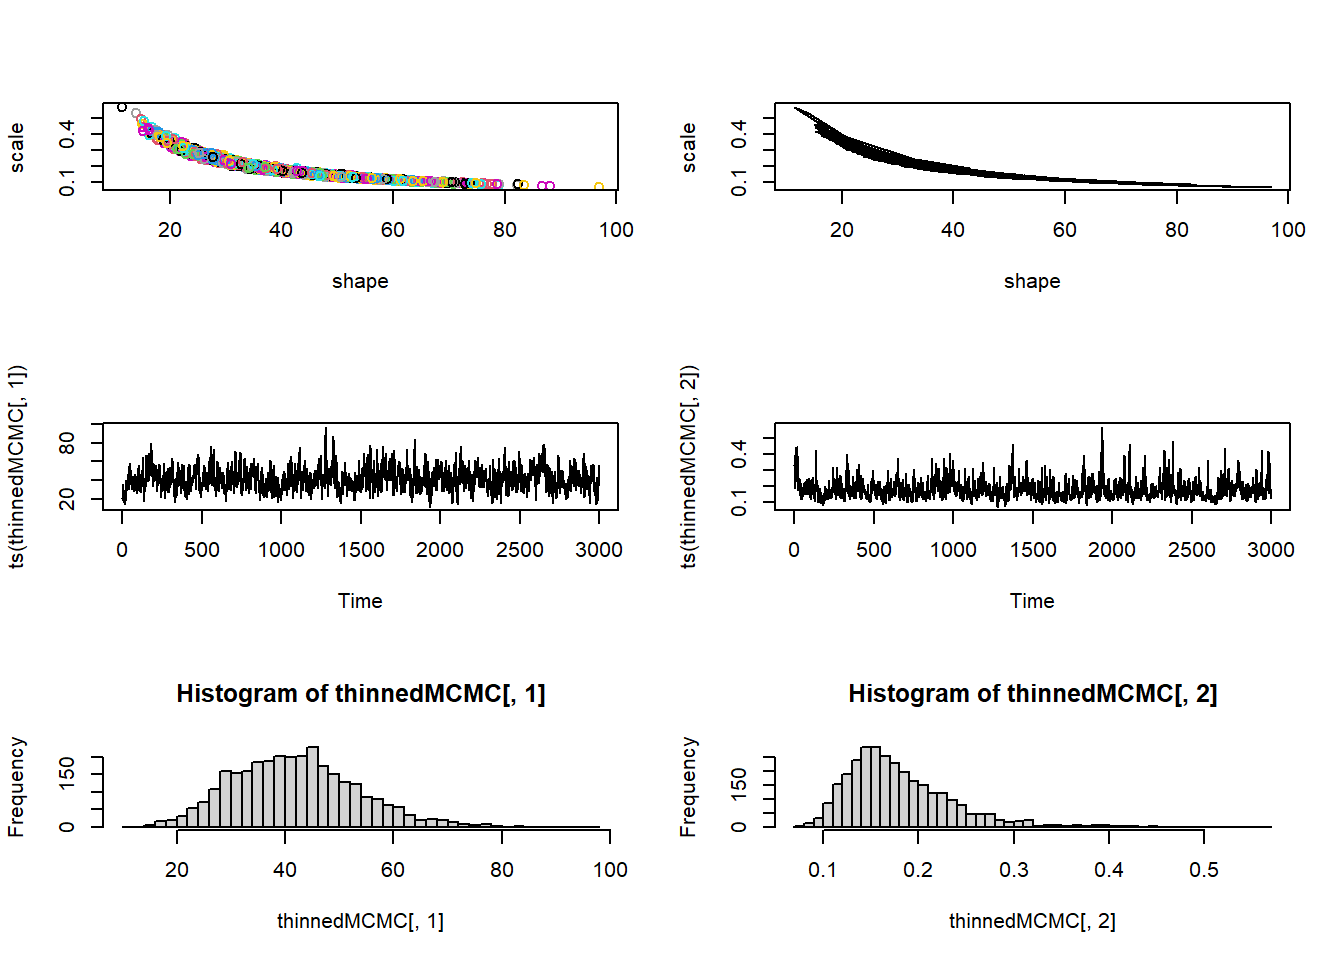 scale
0.1 0.4
20 40 60 80 100
shape
scale
0.1 0.4
20 40 60 80 100
shape
ts(thinnedMCMC[, 1])
20 80
0 500 1000 1500 2000 2500 3000
Time
ts(thinnedMCMC[, 2])
0.1 0.4
0 500 1000 1500 2000 2500 3000
Time
Histogram of thinnedMCMC[, 1]
Frequency
0 150
20 40 60 80 100
thinnedMCMC[, 1]
Histogram of thinnedMCMC[, 2]
Frequency
0 150
0.1 0.2 0.3 0.4 0.5
thinnedMCMC[, 2]